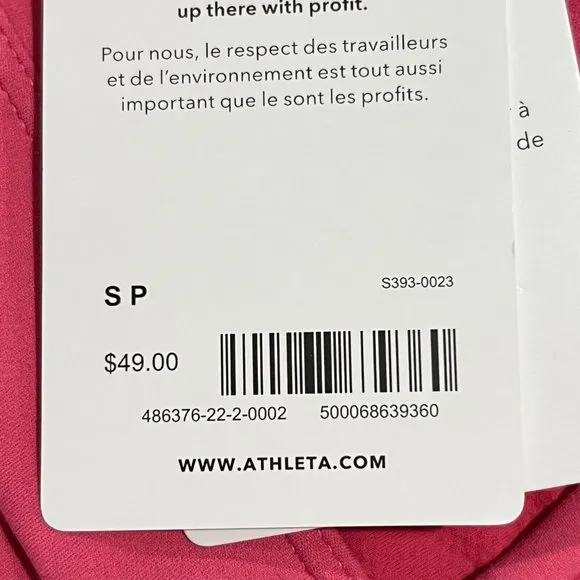 up there with profit.
Pour nous, le respect des travailleurs
et de l'environnement est tout aussi
important que le sont les profits.
à
de
S P
S393-0023
$49.00
486376-22-2-0002 500068639360
WWW.ATHLETA.COM